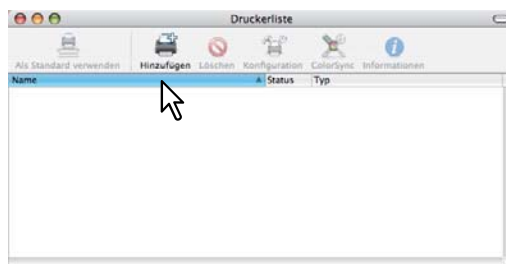 Druckerliste
Als Standard verwenden Hinzufügen Löschen Konfiguration ColorSync Informationen
Name Status Typ